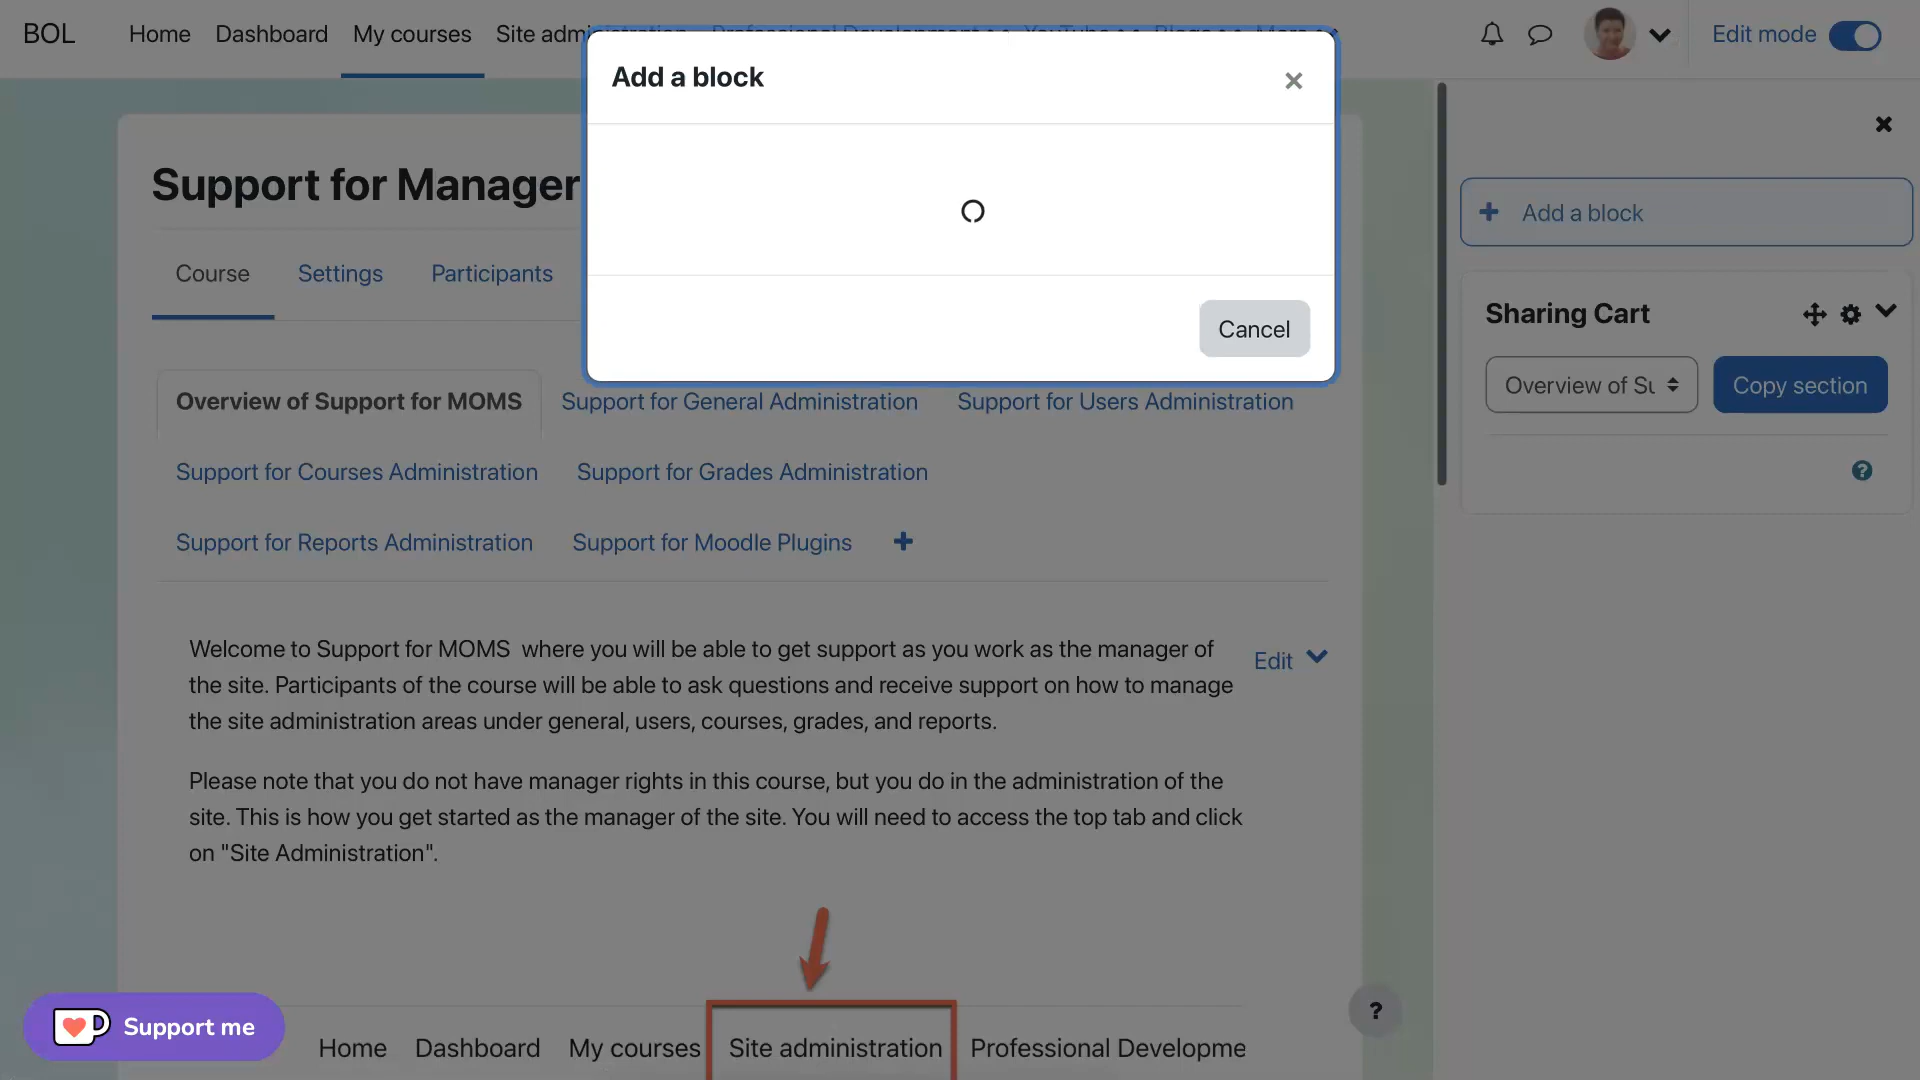 BOL
Home Dashboard My courses Site administration Professional Development YouTube Blogs More
Edit mode
Add a block
×
Support for Manager
Add a block
Course Settings Participants
Cancel
Sharing Cart
Overview of Su
Copy section
Overview of Support for MOMS Support for General Administration Support for Users Administration
Support for Courses Administration Support for Grades Administration
?
Support for Reports Administration Support for Moodle Plugins +
Welcome to Support for MOMS where you will be able to get support as you work as the manager of
the site. Participants of the course will be able to ask questions and receive support on how to manage
the site administration areas under general, users, courses, grades, and reports.
Edit
Please note that you do not have manager rights in this course, but you do in the administration of the
site. This is how you get started as the manager of the site. You will need to access the top tab and click
on "Site Administration".
?
Support me
Home Dashboard My courses Site administration Professional Developme